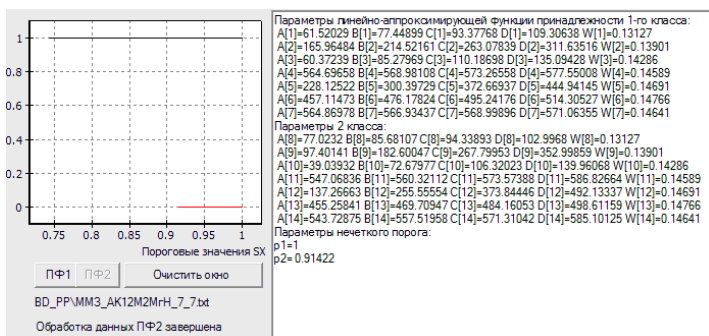 1
0.8
0.6
0.4
0.2
0
0.75 0.8 0.85 0.9 0.95 1
Пороговые значения SX
ПФ1 ПФ2 Очистить окно
BD_PP\ММЗ_АК12М2МгН_7_7.txt
Обработка данных ПФ2 завершена
Параметры линейно-аппроксимирующей функции принадлежности 1-го класса:
A[1]=61.52029 B[1]=77.44899 C[1]=93.37768 D[1]=109.30638 W[1]=0.13127
A[2]=165.96484 B[2]=214.52161 C[2]=263.07839 D[2]=311.63516 W[2]=0.13901
A[3]=60.37239 B[3]=85.27969 C[3]=110.18698 D[3]=135.09428 W[3]=0.14286
A[4]=564.69658 B[4]=568.98108 C[4]=573.26558 D[4]=577.55008 W[4]=0.14589
A[5]=228.12522 B[5]=300.39729 C[5]=372.66937 D[5]=444.94145 W[5]=0.14691
A[6]=457.11473 B[6]=476.17824 C[6]=495.24176 D[6]=514.30527 W[6]=0.14766
A[7]=564.86978 B[7]=566.93437 C[7]=568.99896 D[7]=571.06355 W[7]=0.14641
Параметры 2 класса:
A[8]=77.0232 B[8]=85.68107 C[8]=94.33893 D[8]=102.9968 W[8]=0.13127
A[9]=97.40141 B[9]=182.60047 C[9]=267.79953 D[9]=352.99859 W[9]=0.13901
A[10]=39.03932 B[10]=72.67977 C[10]=106.32023 D[10]=139.96068 W[10]=0.14286
A[11]=547.06836 B[11]=560.32112 C[11]=573.57388 D[11]=586.82664 W[11]=0.14589
A[12]=137.26663 B[12]=255.55554 C[12]=373.84446 D[12]=492.13337 W[12]=0.14691
A[13]=455.25841 B[13]=469.70947 C[13]=484.16053 D[13]=498.61159 W[13]=0.14766
A[14]=543.72875 B[14]=557.51958 C[14]=571.31042 D[14]=585.10125 W[14]=0.14641
Параметры нечеткого порога:
p1=1
p2= 0.91422